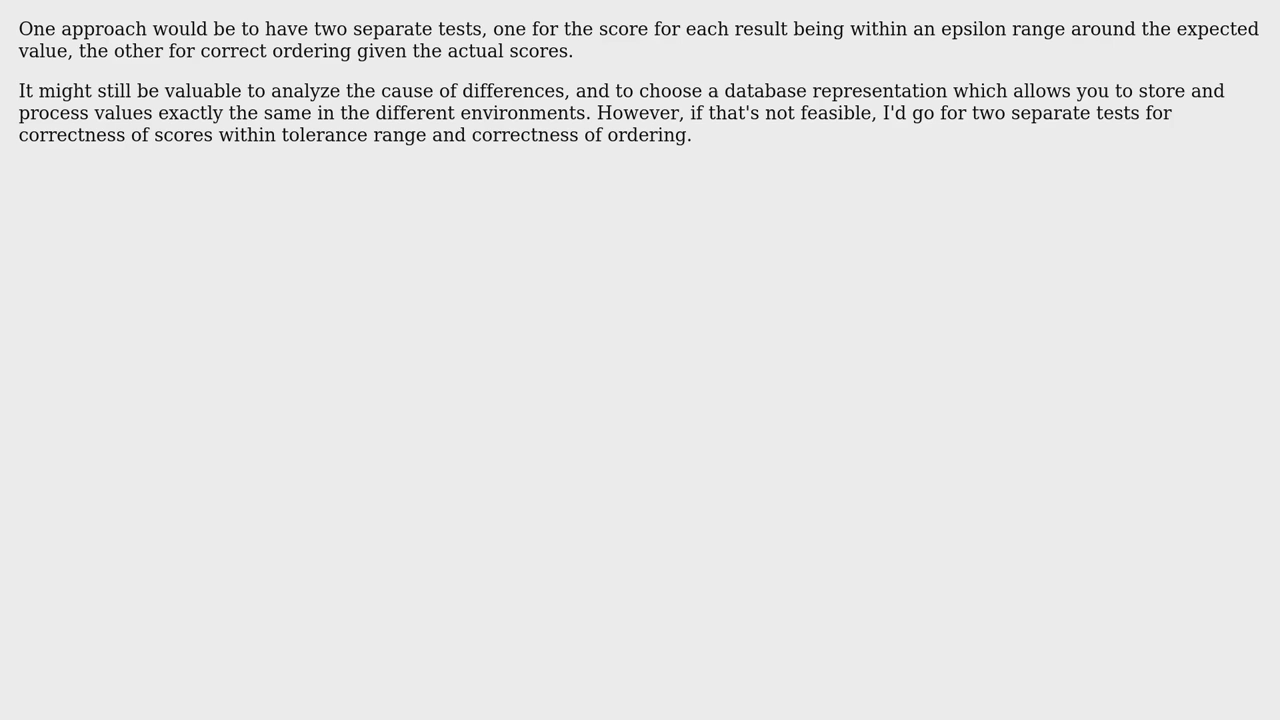 One approach would be to have two separate tests, one for the score for each result being within an epsilon range around the expected
value, the other for correct ordering given the actual scores.
It might still be valuable to analyze the cause of differences, and to choose a database representation which allows you to store and
process values exactly the same in the different environments. However, if that's not feasible, I'd go for two separate tests for
correctness of scores within tolerance range and correctness of ordering.